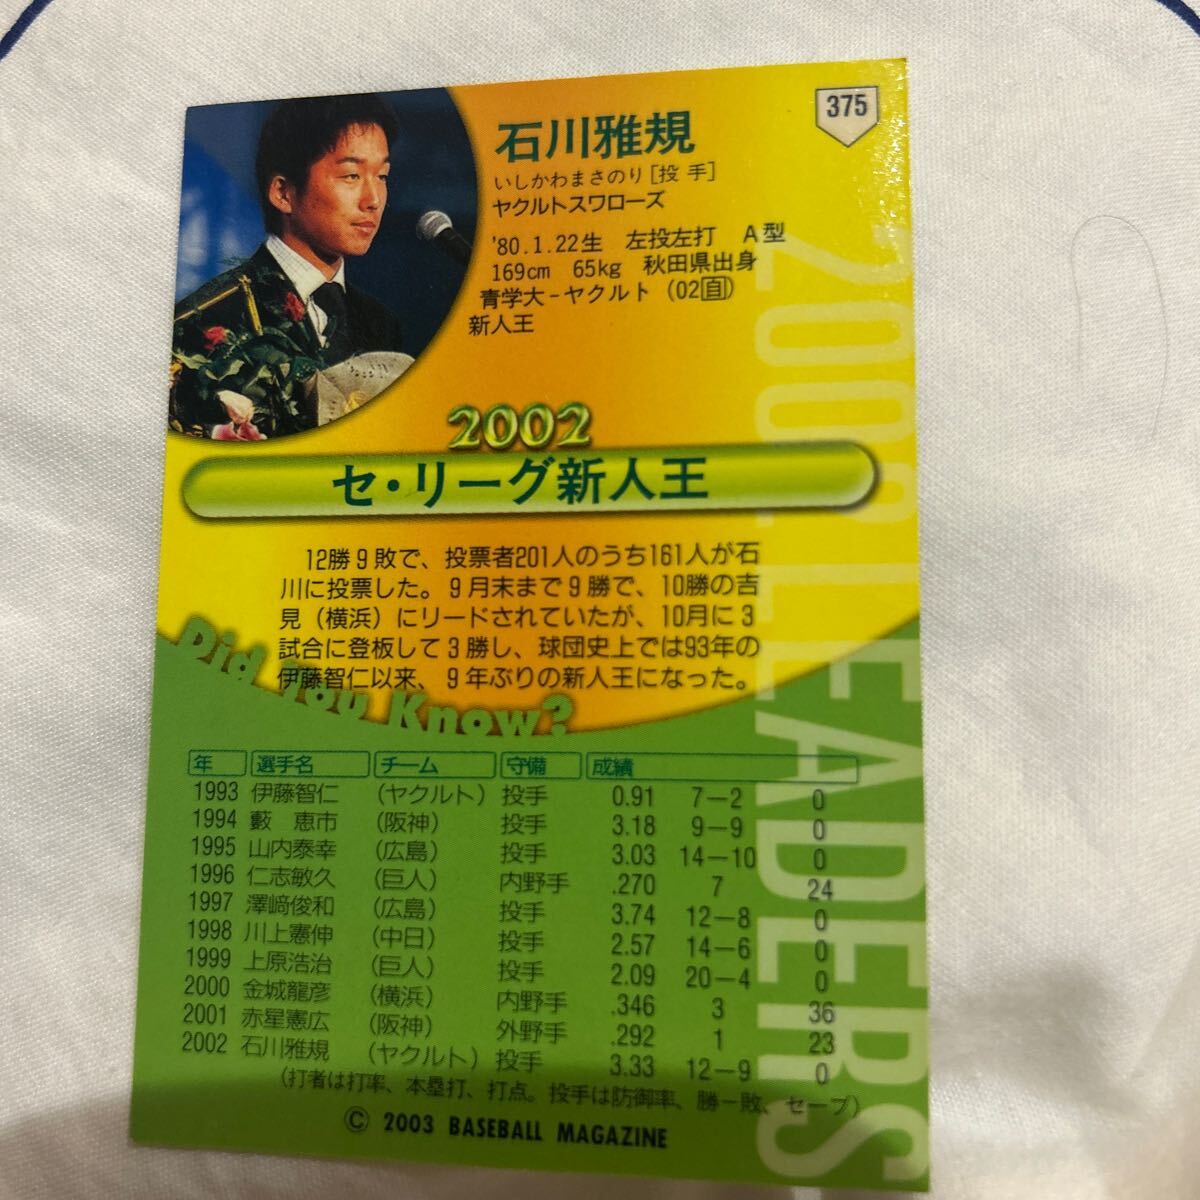 375
石川雅規
いしかわまさのり[投 手]
ヤクルトスワローズ
'80.1.22生 左投左打 A型
169cm 65kg 秋田県出身
青学大-ヤクルト(02自)
新人王
2002
セ・リーグ新人王
12勝9敗で、投票者201人のうち161人が石
川に投票した。9月末まで9勝で、10勝の吉
見(横浜)にリードされていたが、10月に3
試合に登板して3勝し、球団史上では93年の
伊藤智仁以来、9年ぶりの新人王になった。
Did You Know?
2002 LEADERS
年 選手名 チーム 守備 成績
1993 伊藤智仁 (ヤクルト) 投手 0.91 7-2 0
1994 藪 恵市 (阪神) 投手 3.18 9-9 0
1995 山内泰幸 (広島) 投手 3.03 14-10 0
1996 仁志敏久 (巨人) 内野手 .270 7 24
1997 澤﨑俊和 (広島) 投手 3.74 12-8 0
1998 川上憲伸 (中日) 投手 2.57 14-6 0
1999 上原浩治 (巨人) 投手 2.09 20-4 0
2000 金城龍彦 (横浜) 内野手 .346 3 36
2001 赤星憲広 (阪神) 外野手 .292 1 23
2002 石川雅規 (ヤクルト) 投手 3.33 12-9 0
(打者は打率、本塁打、打点。投手は防御率、勝-敗、セーブ)
© 2003 BASEBALL MAGAZINE